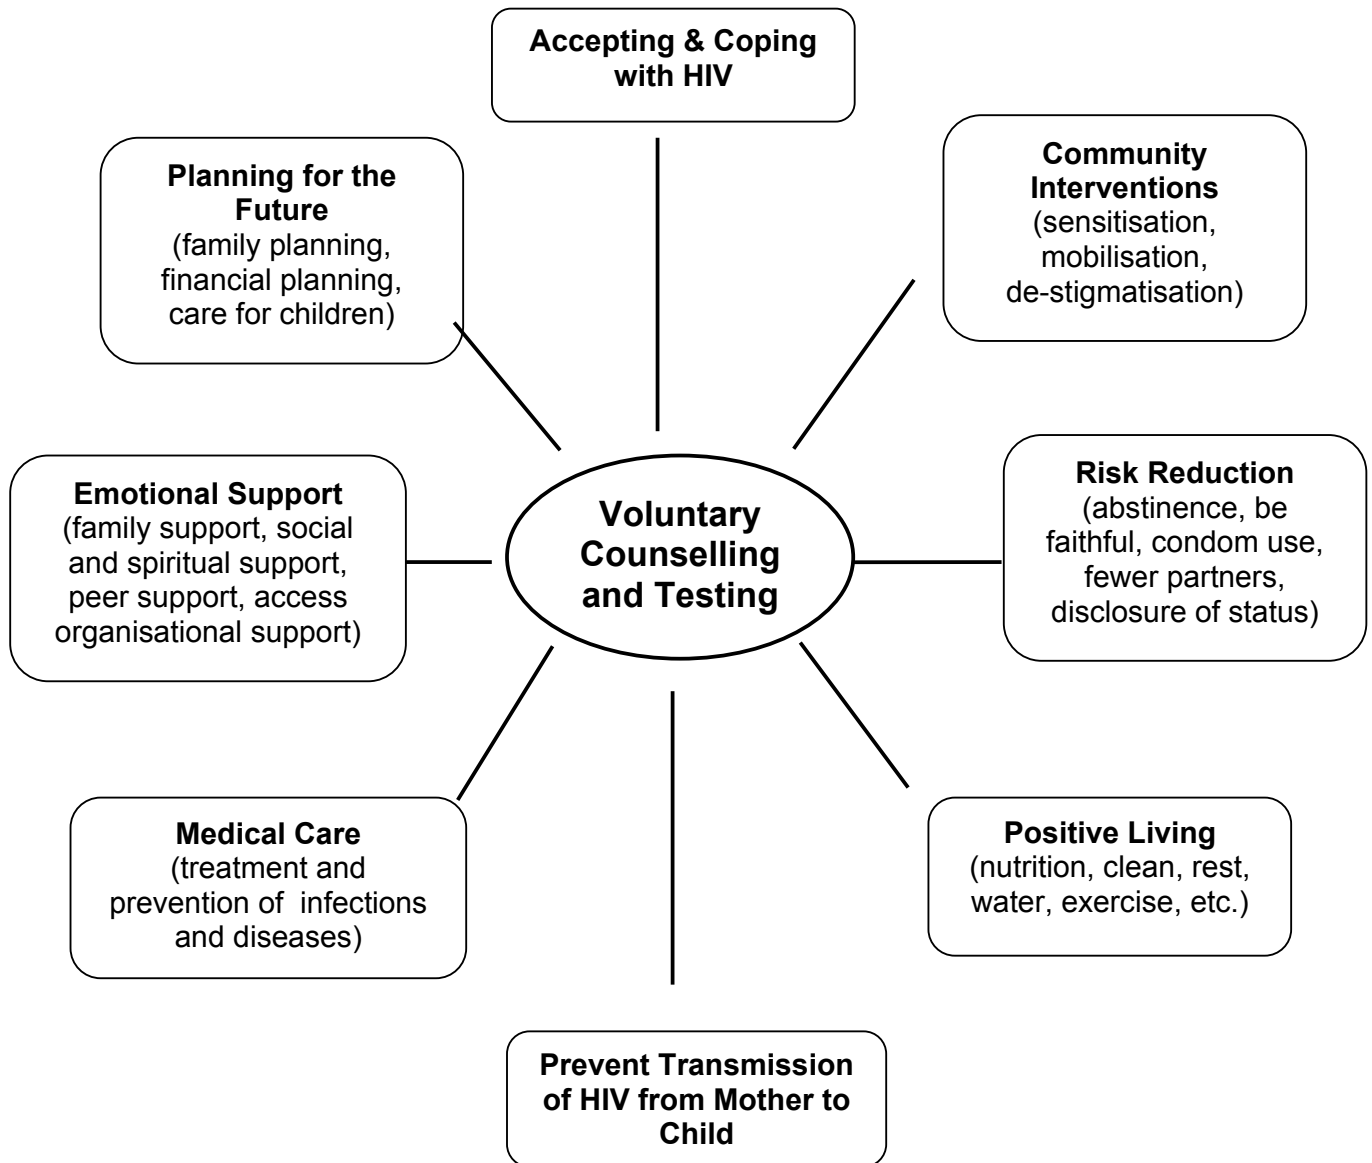 Accepting & Coping
with HIV
Planning for the
Future
(family planning,
financial planning,
care for children)
Community
Interventions
(sensitisation,
mobilisation,
de-stigmatisation)
Emotional Support
(family support, social
and spiritual support,
peer support, access
organisational support)
Voluntary
Counselling
and Testing
Risk Reduction
(abstinence, be
faithful, condom use,
fewer partners,
disclosure of status)
Medical Care
(treatment and
prevention of  infections
and diseases)
Positive Living
(nutrition, clean, rest,
water, exercise, etc.)
Prevent Transmission
of HIV from Mother to
Child